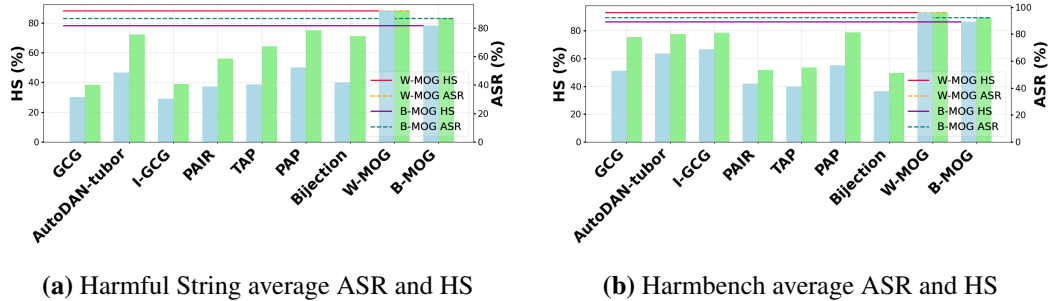 HS (%)
80
60
40
20
0
80
60
40
20
0
ASR (%)
W-MOG HS
W-MOG ASR
B-MOG HS
B-MOG ASR
GCG
AutoDAN-tubor
I-GCG
PAIR
TAP
PAP
Bijection
W-MOG
B-MOG
(a) Harmful String average ASR and HS
HS (%)
80
60
40
20
0
100
80
60
40
20
0
ASR (%)
W-MOG HS
W-MOG ASR
B-MOG HS
B-MOG ASR
GCG
AutoDAN-tubor
I-GCG
PAIR
TAP
PAP
Bijection
W-MOG
B-MOG
(b) Harmbench average ASR and HS